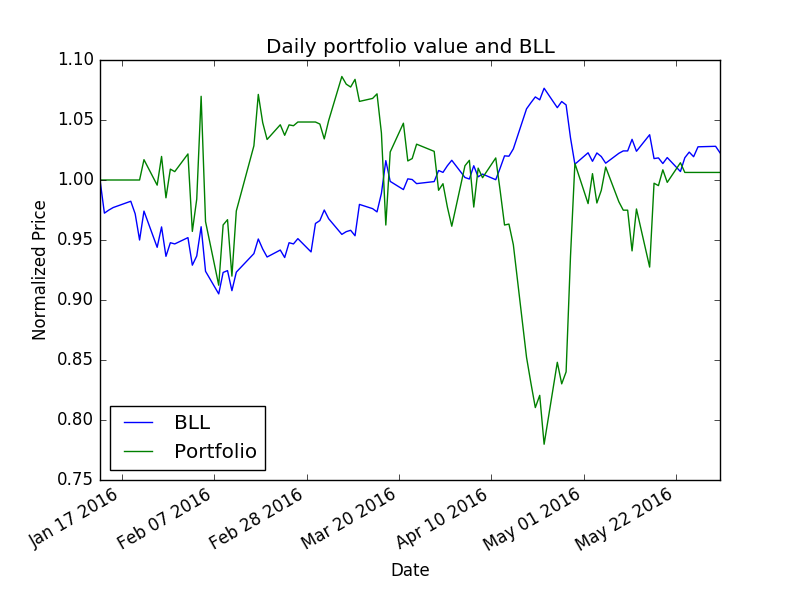 Daily portfolio value and BLL
1.10
1.05
1.00
0.95
0.90
0.85
0.80
0.75
Normalized Price
BLL
Portfolio
Jan 17 2016
Feb 07 2016
Feb 28 2016
Mar 20 2016
Apr 10 2016
May 01 2016
May 22 2016
Date